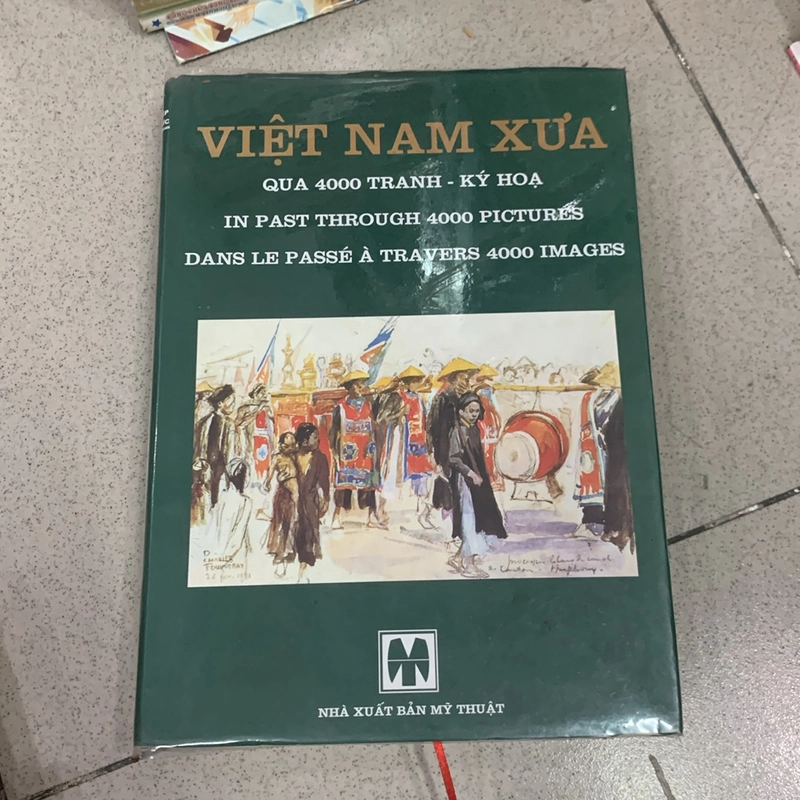 VIỆT NAM XƯA
QUA 4000 TRANH - KÝ HOẠ
IN PAST THROUGH 4000 PICTURES
DANS LE PASSÉ À TRAVERS 4000 IMAGES
NHÀ XUẤT BẢN MỸ THUẬT